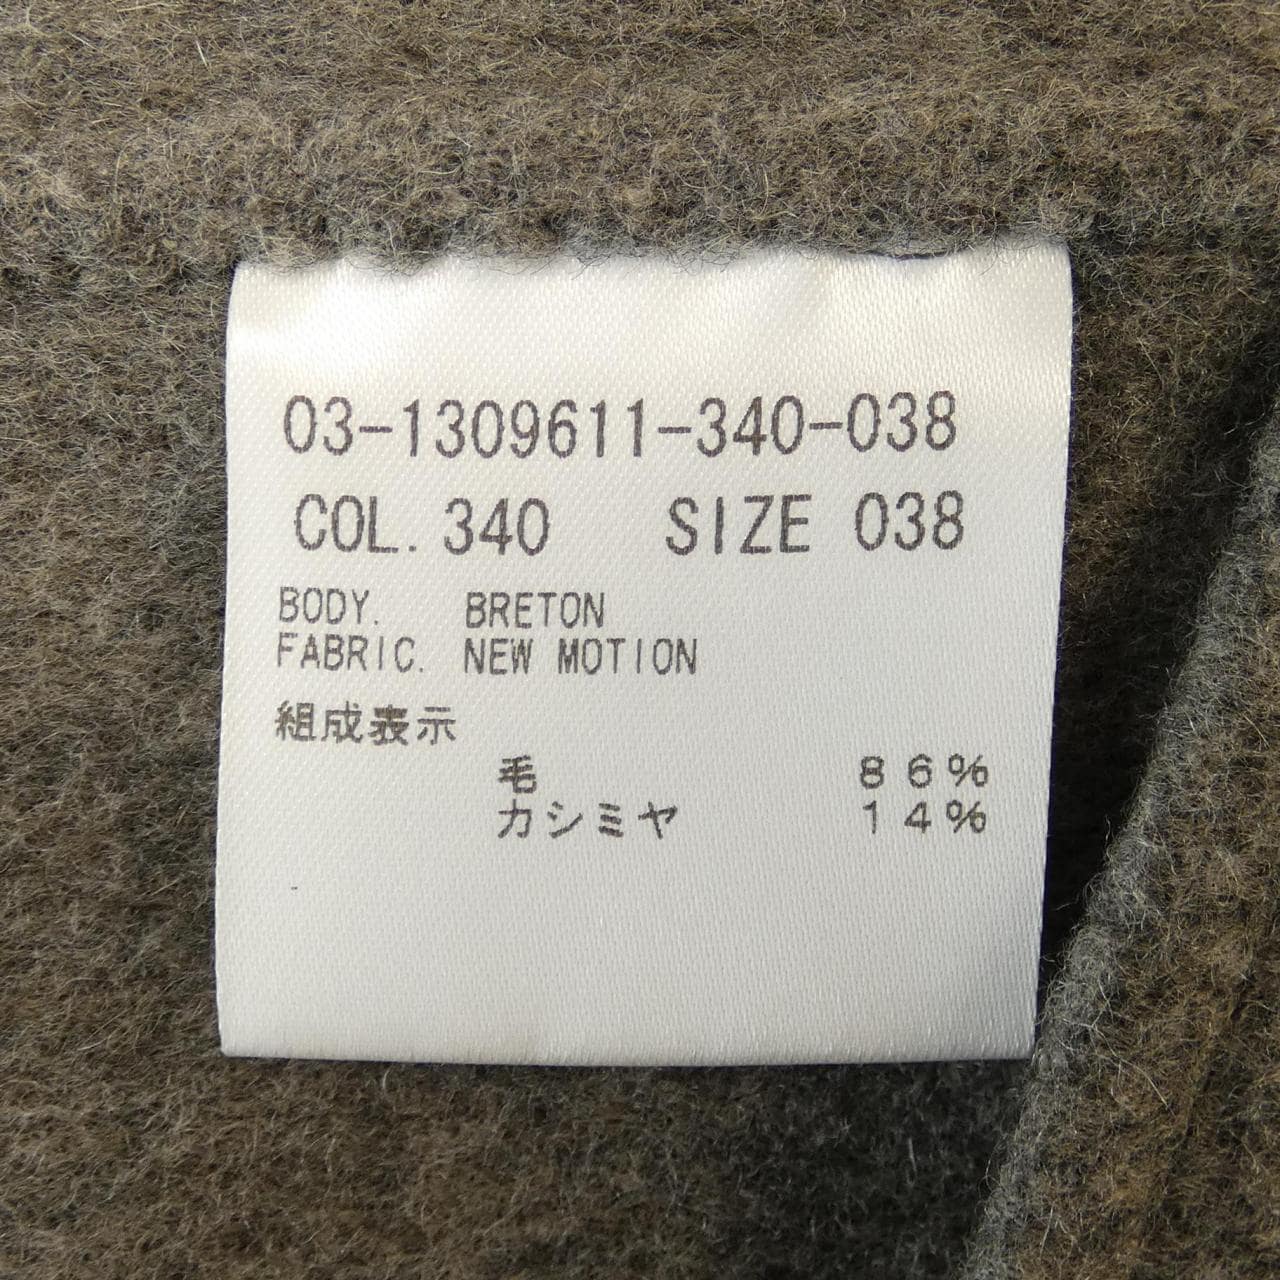 03-1309611-340-038
COL. 340 SIZE 038
BODY. BRETON
FABRIC. NEW MOTION
組成表示
毛 86%
カシミヤ 14%